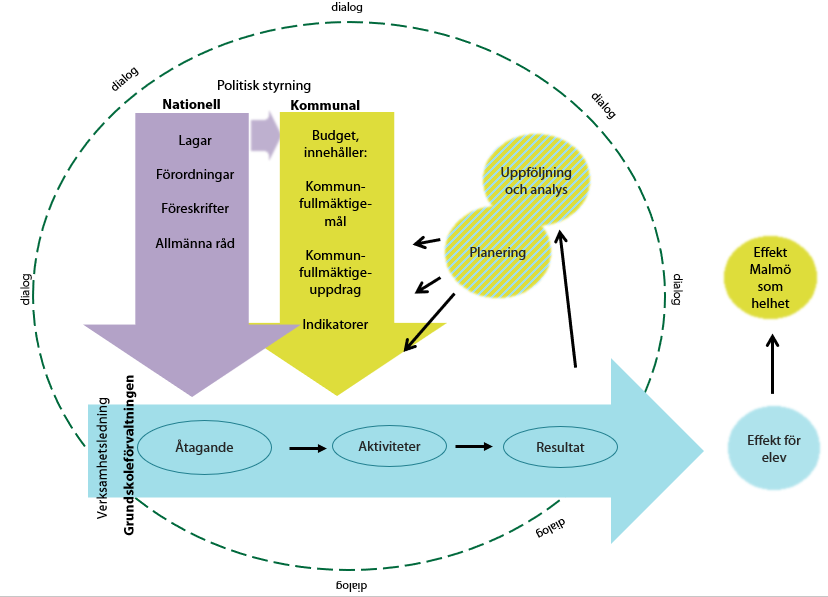 dialog
dialog
dialog
Politisk styrning
Nationell
Kommunal
Lagar
Förordningar
Föreskrifter
Allmänna råd
Budget,
innehåller:
Kommun-
fullmäktige-
mål
Kommun-
fullmäktige-
uppdrag
Indikatorer
Uppföljning
och analys
Planering
dialog
dialog
Effekt
Malmö
som
helhet
Verksamhetsledning
Grundskoleförvaltningen
Åtagande
Aktiviteter
Resultat
Effekt för
elev
dialog
dialog